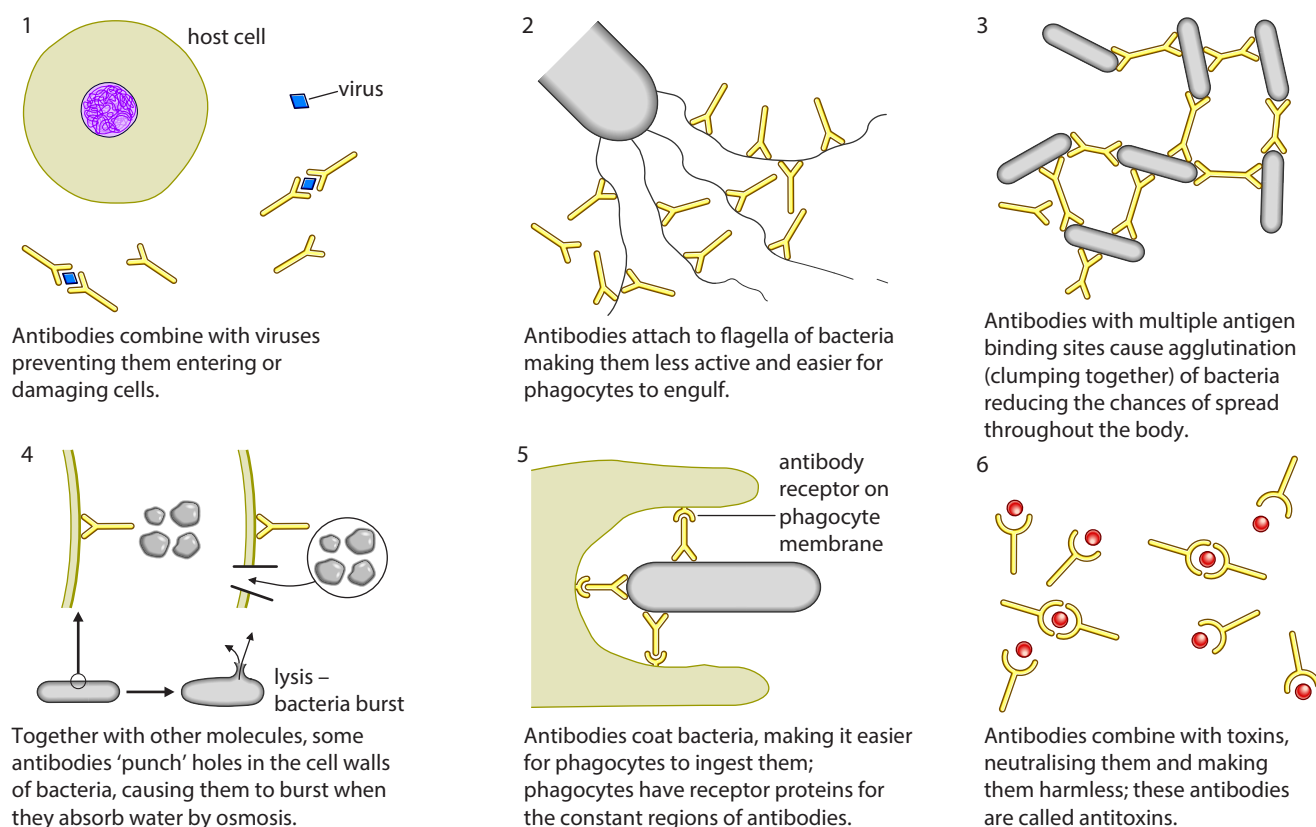 1
host cell
virus
Antibodies combine with viruses
preventing them entering or
damaging cells.
2
Antibodies attach to flagella of bacteria
making them less active and easier for
phagocytes to engulf.
3
Antibodies with multiple antigen
binding sites cause agglutination
(clumping together) of bacteria
reducing the chances of spread
throughout the body.
4
lysis –
bacteria burst
Together with other molecules, some
antibodies ‘punch’ holes in the cell walls
of bacteria, causing them to burst when
they absorb water by osmosis.
5
antibody
receptor on
phagocyte
membrane
Antibodies coat bacteria, making it easier
for phagocytes to ingest them;
phagocytes have receptor proteins for
the constant regions of antibodies.
6
Antibodies combine with toxins,
neutralising them and making
them harmless; these antibodies
are called antitoxins.